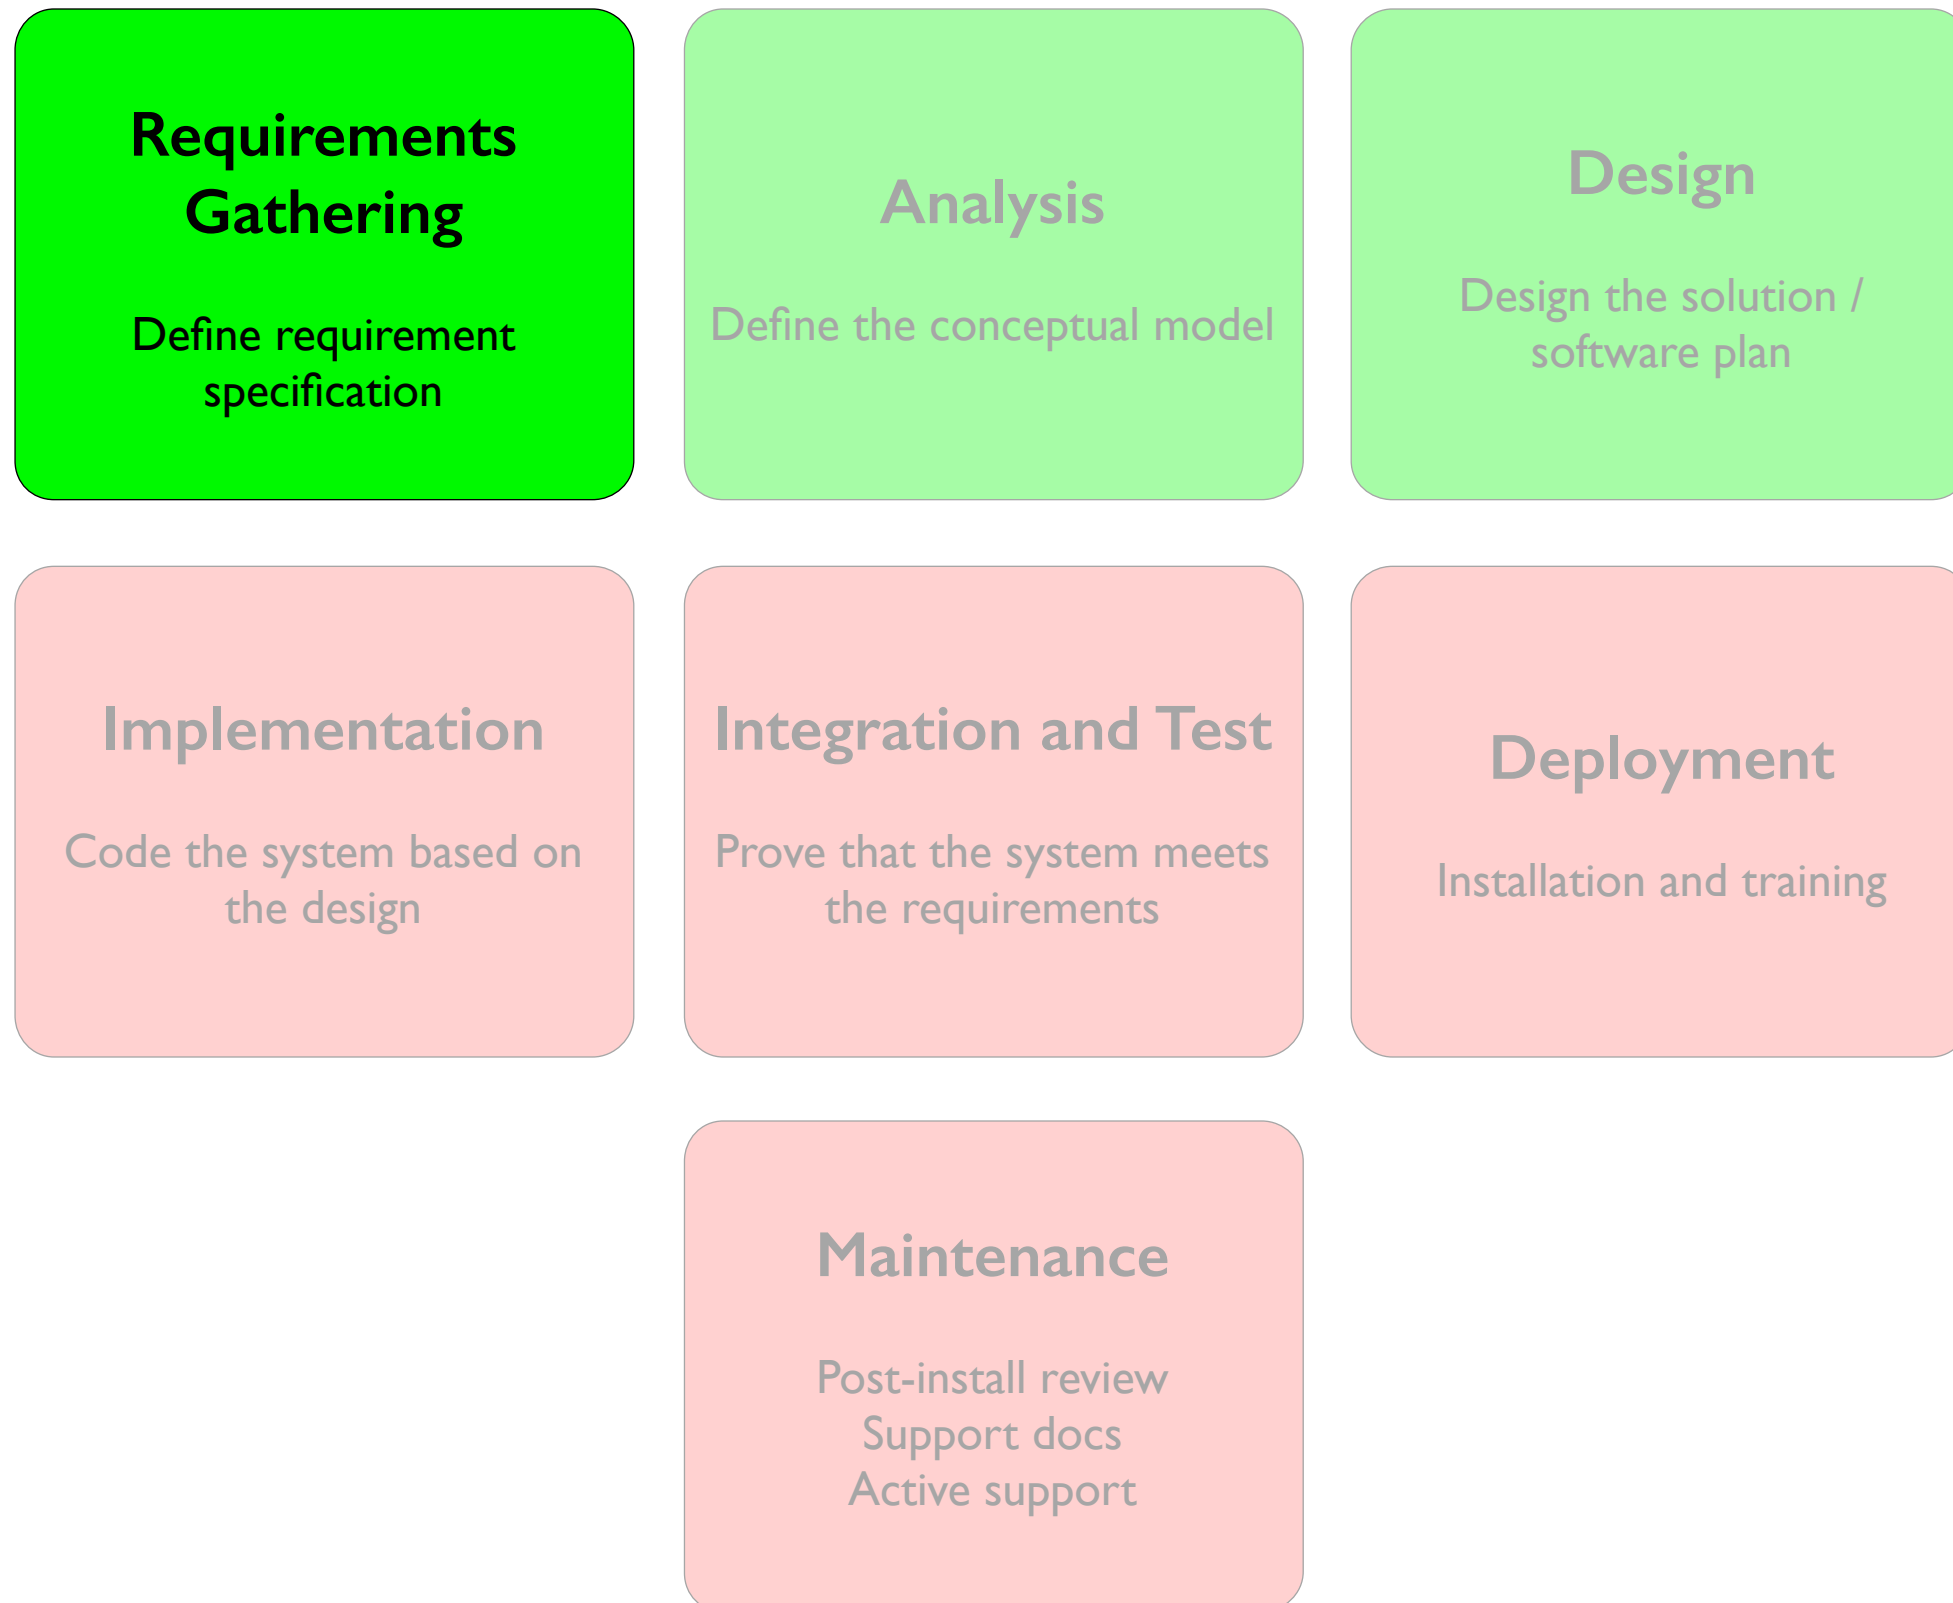 Requirements
Gathering
Define requirement
specification
Analysis
Define the conceptual model
Design
Design the solution /
software plan
Implementation
Code the system based on
the design
Integration and Test
Prove that the system meets
the requirements
Deployment
Installation and training
Maintenance
Post-install review
Support docs
Active support